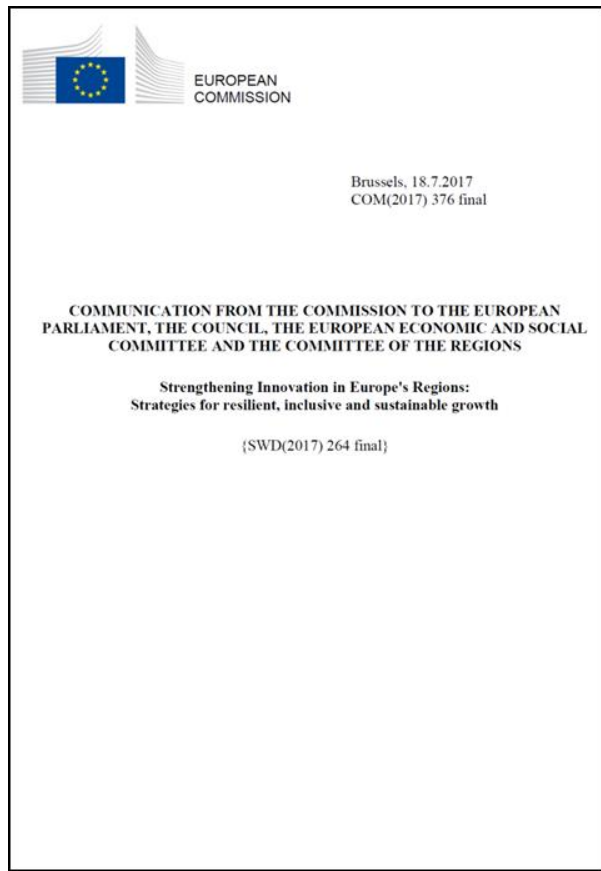 EUROPEAN
COMMISSION
Brussels, 18.7.2017
COM(2017) 376 final
COMMUNICATION FROM THE COMMISSION TO THE EUROPEAN
PARLIAMENT, THE COUNCIL, THE EUROPEAN ECONOMIC AND SOCIAL
COMMITTEE AND THE COMMITTEE OF THE REGIONS
Strengthening Innovation in Europe's Regions:
Strategies for resilient, inclusive and sustainable growth
{SWD(2017) 264 final}